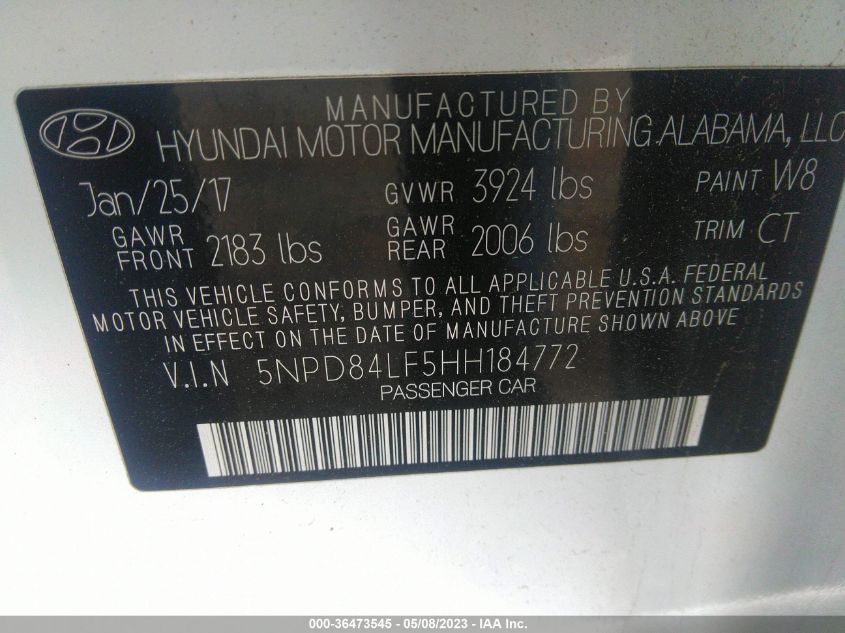 MANUFACTURED BY
HYUNDAI MOTOR MANUFACTURING ALABAMA, LLC
Jan/25/17 GVWR 3924 lbs PAINT W8
GAWR FRONT 2183 lbs GAWR REAR 2006 lbs TRIM CT
THIS VEHICLE CONFORMS TO ALL APPLICABLE U.S.A. FEDERAL
MOTOR VEHICLE SAFETY, BUMPER, AND THEFT PREVENTION STANDARDS
IN EFFECT ON THE DATE OF MANUFACTURE SHOWN ABOVE
V.I.N 5NPD84LF5HH184772
PASSENGER CAR
000-36473545 - 05/08/2023 - IAA Inc.